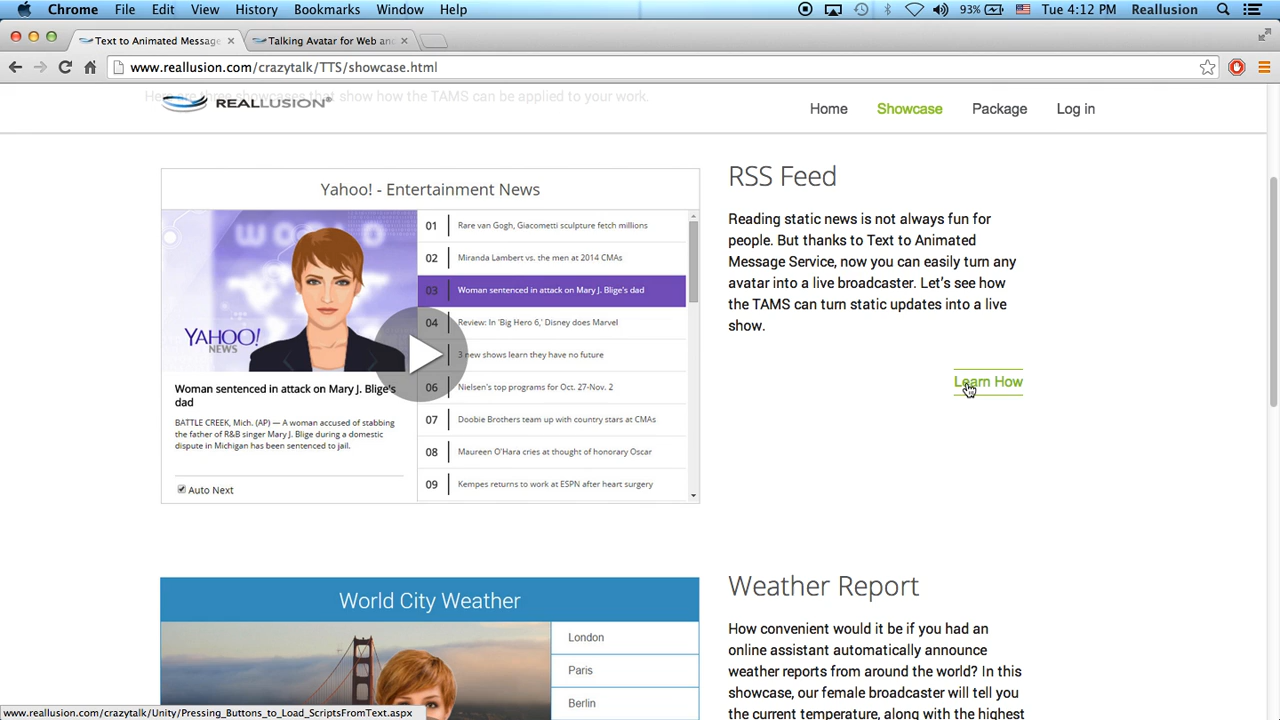 Chrome File Edit View History Bookmarks Window Help 93% Tue 4:12 PM Reallusion
Text to Animated Message
Talking Avatar for Web and
www.reallusion.com/crazytalk/TTS/showcase.html
Here are three showcases that show how the TAMS can be applied to your work.
REALLUSION®
Home Showcase Package Log in
Yahoo! - Entertainment News
WORLD
YAHOO!
NEWS
Woman sentenced in attack on Mary J. Blige's
dad
BATTLE CREEK, Mich. (AP) — A woman accused of stabbing
the father of R&B singer Mary J. Blige during a domestic
dispute in Michigan has been sentenced to jail.
Auto Next
01 Rare van Gogh, Giacometti sculpture fetch millions
02 Miranda Lambert vs. the men at 2014 CMAs
03 Woman sentenced in attack on Mary J. Blige's dad
04 Review: In 'Big Hero 6,' Disney does Marvel
3 new shows learn they have no future
06 Nielsen's top programs for Oct. 27-Nov. 2
07 Doobie Brothers team up with country stars at CMAs
08 Maureen O'Hara cries at thought of honorary Oscar
09 Kempes returns to work at ESPN after heart surgery
RSS Feed
Reading static news is not always fun for
people. But thanks to Text to Animated
Message Service, now you can easily turn any
avatar into a live broadcaster. Let's see how
the TAMS can turn static updates into a live
show.
Learn How
World City Weather
London
Paris
Berlin
Weather Report
How convenient would it be if you had an
online assistant automatically announce
weather reports from around the world? In this
showcase, our female broadcaster will tell you
the current temperature, along with the highest
www.reallusion.com/crazytalk/Unity/Pressing_Buttons_to_Load_ScriptsFromText.aspx